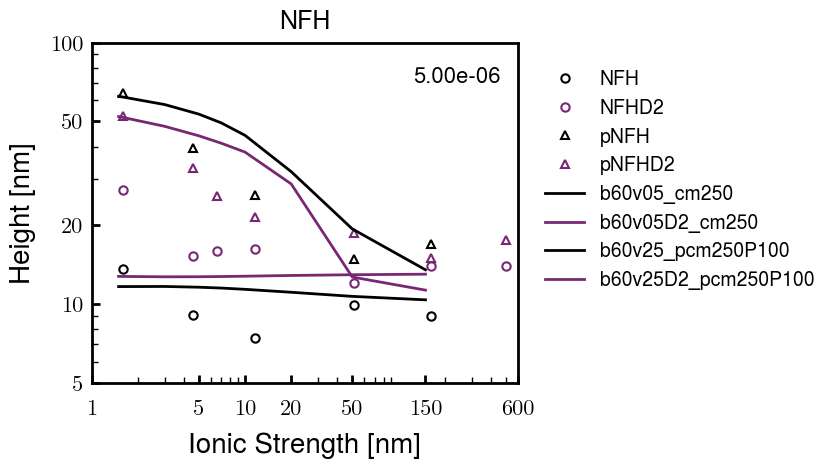 NFH
5.00e-06
Height [nm]
100
50
20
10
5
1
5
10
20
50
150
600
Ionic Strength [nm]
NFH
NFHD2
pNFH
pNFHD2
b60v05_cm250
b60v05D2_cm250
b60v25_pcm250P100
b60v25D2_pcm250P100